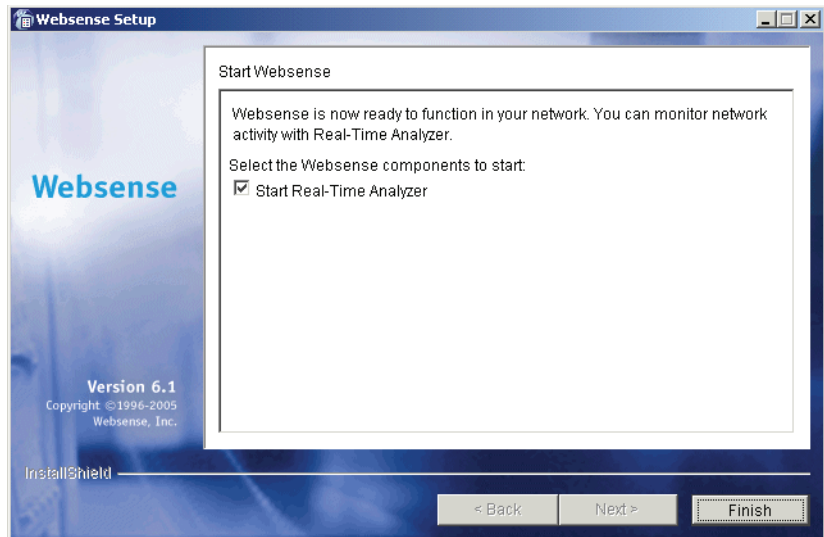 Websense Setup
Start Websense
Websense is now ready to function in your network. You can monitor network
activity with Real-Time Analyzer.
Select the Websense components to start:
Start Real-Time Analyzer
Websense
Version 6.1
Copyright ©1996-2005
Websense, Inc.
InstallShield
< Back
Next >
Finish